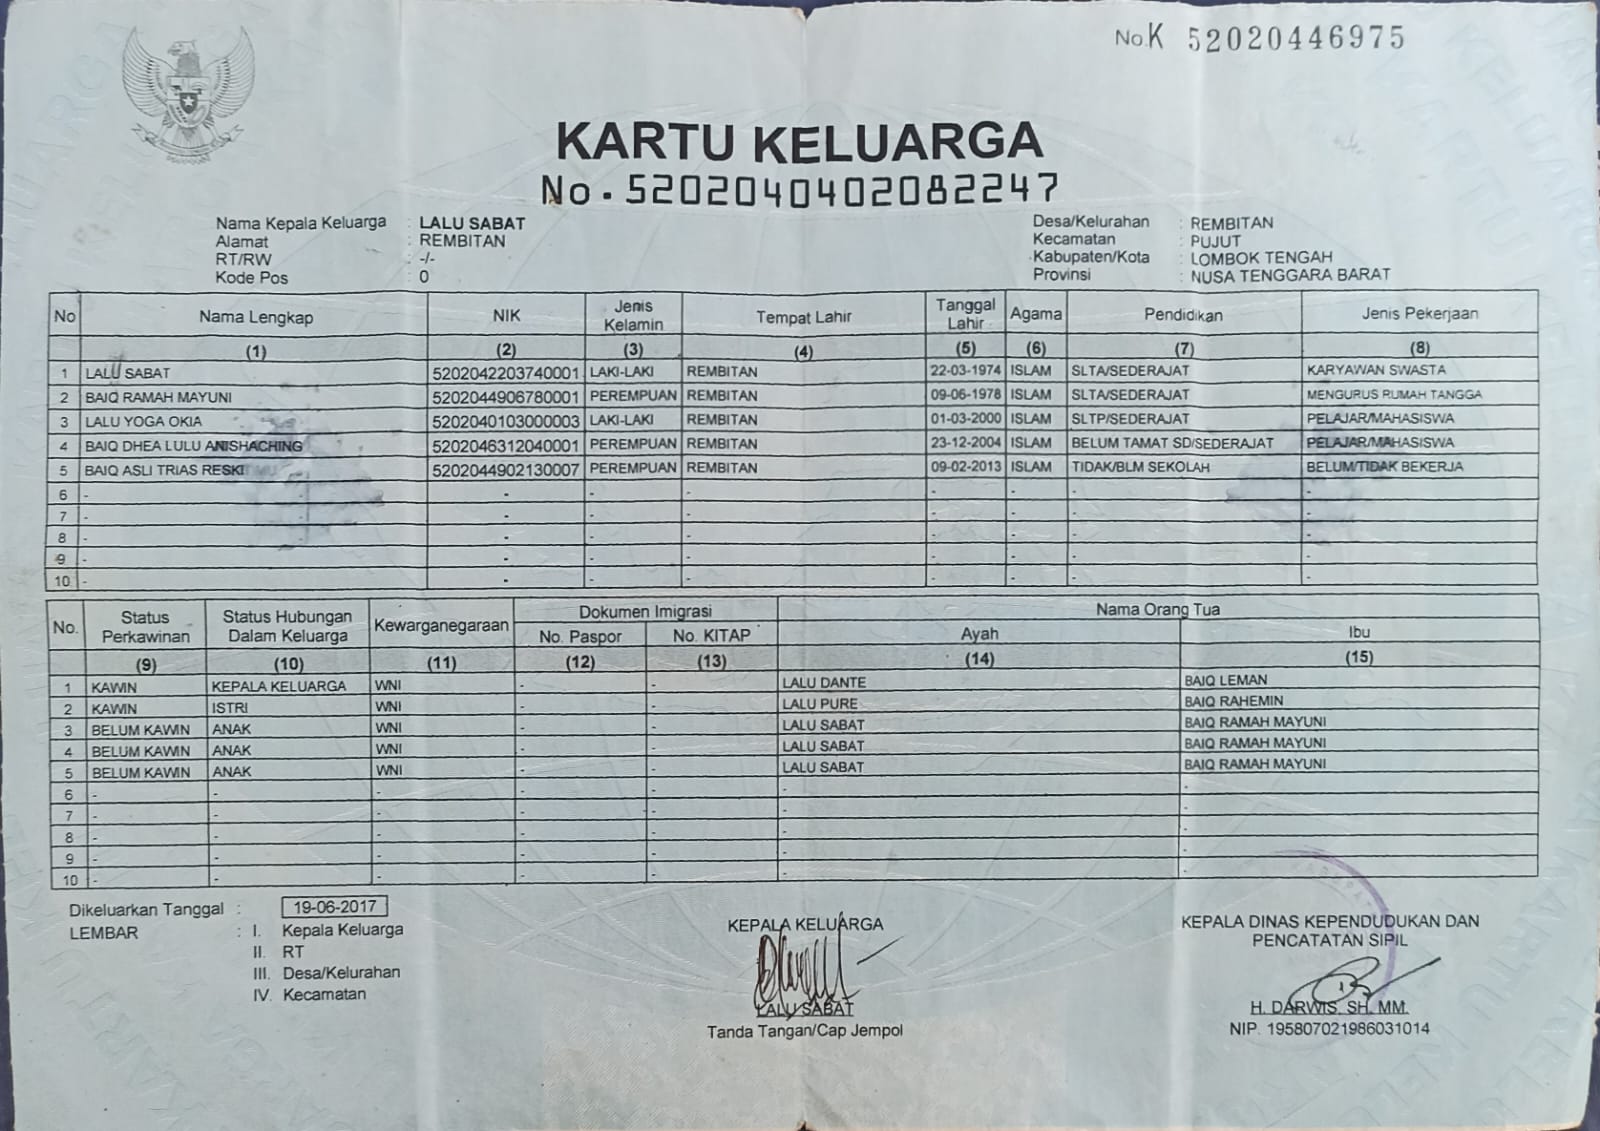 No.K 52020446975
KARTU KELUARGA
No.5202040402082247
Nama Kepala Keluarga : LALU SABAT
Alamat : REMBITAN
RT/RW : -/-
Kode Pos : 0
Desa/Kelurahan : REMBITAN
Kecamatan : PUJUT
Kabupaten/Kota : LOMBOK TENGAH
Provinsi : NUSA TENGGARA BARAT
No Nama Lengkap NIK Jenis Kelamin Tempat Lahir Tanggal Lahir Agama Pendidikan Jenis Pekerjaan
(1) (2) (3) (4) (5) (6) (7) (8)
1 LALU SABAT 5202042203740001 LAKI-LAKI REMBITAN 22-03-1974 ISLAM SLTA/SEDERAJAT KARYAWAN SWASTA
2 BAIQ RAMAH MAYUNI 5202044906780001 PEREMPUAN REMBITAN 09-06-1978 ISLAM SLTA/SEDERAJAT MENGURUS RUMAH TANGGA
3 LALU YOGA OKIA 5202040103000003 LAKI-LAKI REMBITAN 01-03-2000 ISLAM SLTP/SEDERAJAT PELAJAR/MAHASISWA
4 BAIQ DHEA LULU ANISHACHING 5202046312040001 PEREMPUAN REMBITAN 23-12-2004 ISLAM BELUM TAMAT SD/SEDERAJAT PELAJAR/MAHASISWA
5 BAIQ ASLI TRIAS RESKI 5202044902130007 PEREMPUAN REMBITAN 09-02-2013 ISLAM TIDAK/BLM SEKOLAH BELUM/TIDAK BEKERJA
6 - - - - - - - -
7 - - - - - - - -
8 - - - - - - - -
9 - - - - - - - -
10 - - - - - - - -
No. Status Perkawinan Status Hubungan Dalam Keluarga Kewarganegaraan Dokumen Imigrasi Nama Orang Tua
No. Paspor No. KITAP Ayah Ibu
(9) (10) (11) (12) (13) (14) (15)
1 KAWIN KEPALA KELUARGA WNI - - LALU DANTE BAIQ LEMAN
2 KAWIN ISTRI WNI - - LALU PURE BAIQ RAHEMIN
3 BELUM KAWIN ANAK WNI - - LALU SABAT BAIQ RAMAH MAYUNI
4 BELUM KAWIN ANAK WNI - - LALU SABAT BAIQ RAMAH MAYUNI
5 BELUM KAWIN ANAK WNI - - LALU SABAT BAIQ RAMAH MAYUNI
6 - - - - - - -
7 - - - - - - -
8 - - - - - - -
9 - - - - - - -
10 - - - - - - -
Dikeluarkan Tanggal : 19-06-2017
LEMBAR : I. Kepala Keluarga
II. RT
III. Desa/Kelurahan
IV. Kecamatan
KEPALA KELUARGA
LALU SABAT
Tanda Tangan/Cap Jempol
KEPALA DINAS KEPENDUDUKAN DAN
PENCATATAN SIPIL
H. DARWIS, SH, MM.
NIP. 195807021986031014